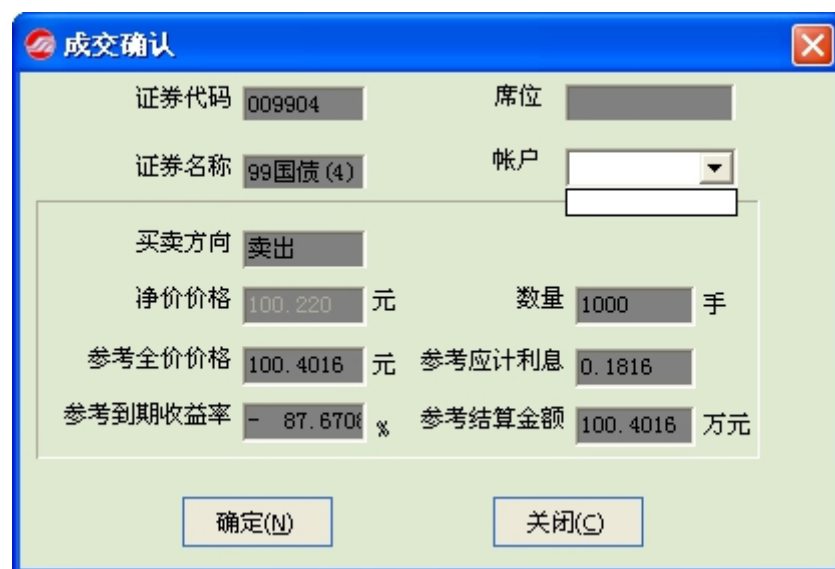 成交确认
证券代码 009904 席位
证券名称 99国债(4) 帐户
买卖方向 卖出
净价价格 100.220 元 数量 1000 手
参考全价价格 100.4016 元 参考应计利息 0.1816
参考到期收益率 - 87.6708 % 参考结算金额 100.4016 万元
确定(N) 关闭(C)